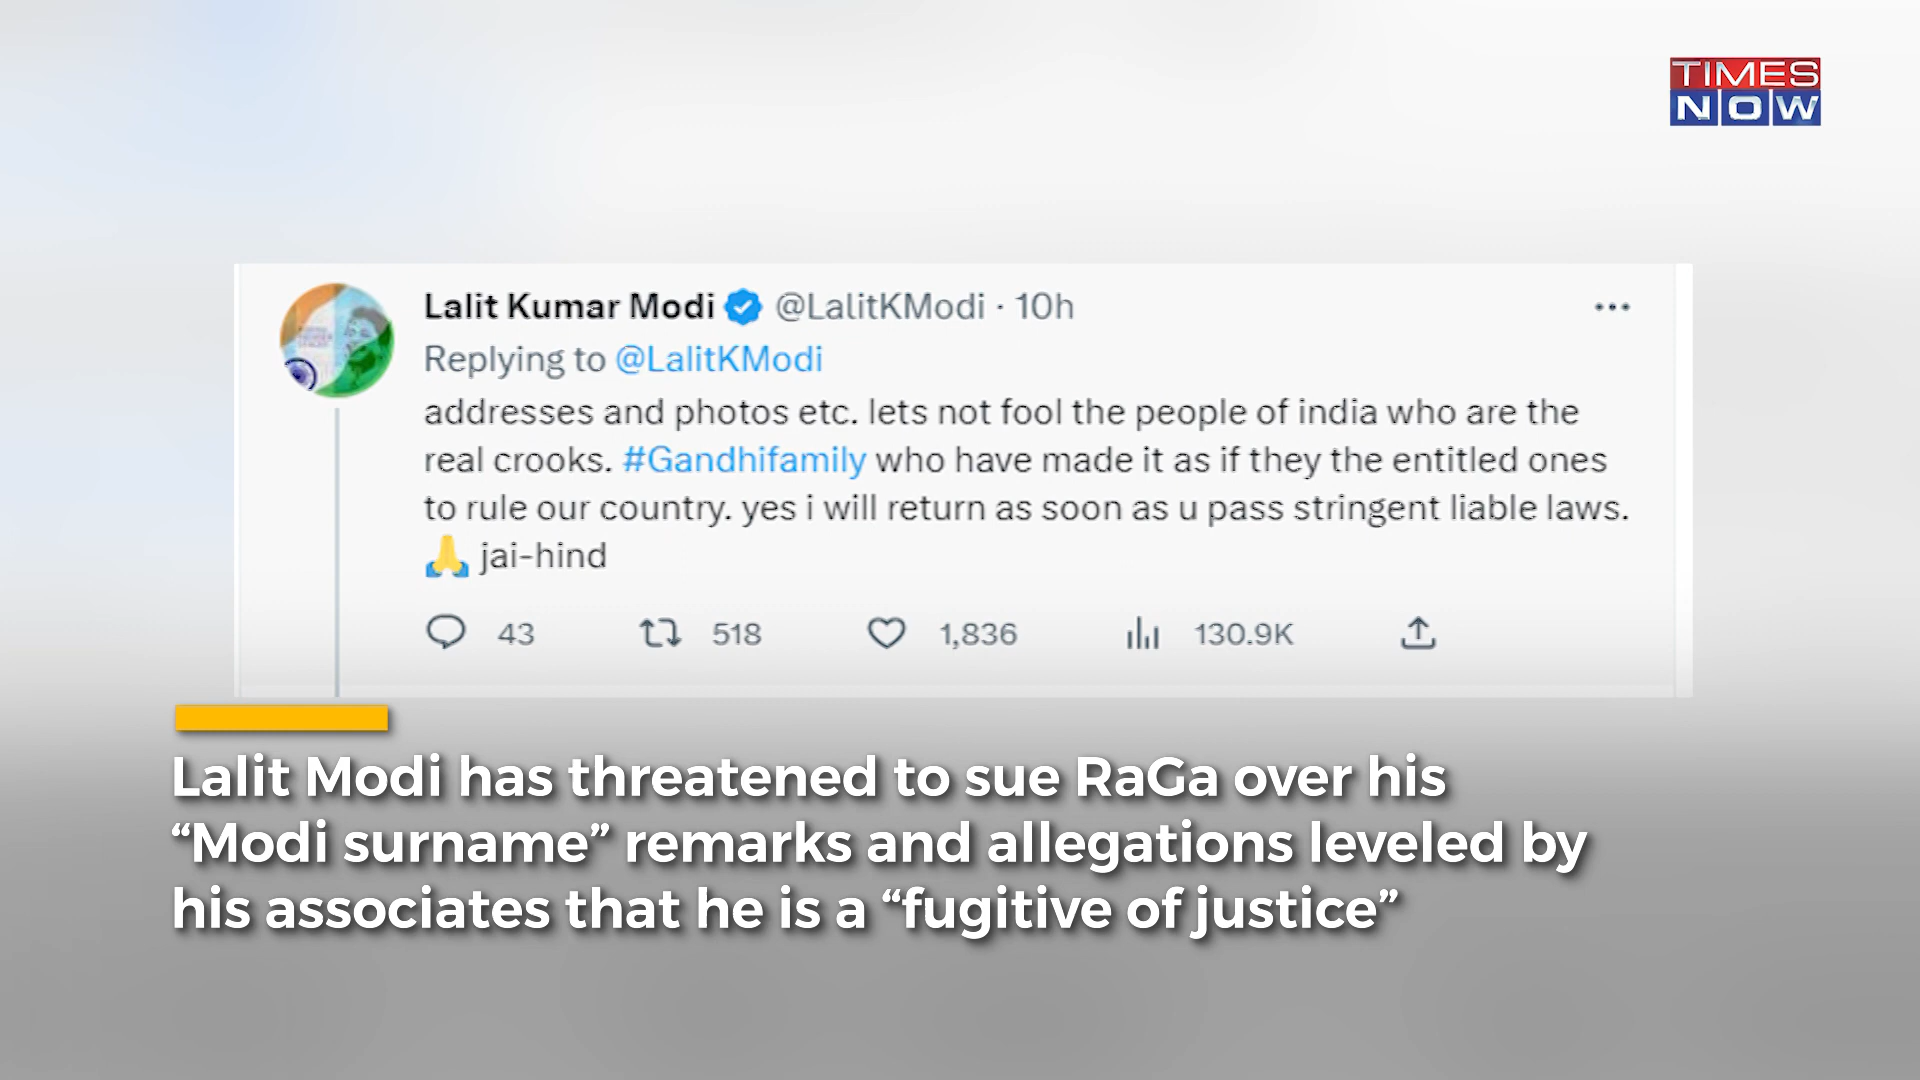 TIMES
NOW
Lalit Kumar Modi @LalitKModi · 10h
Replying to @LalitKModi
addresses and photos etc. lets not fool the people of india who are the
real crooks. #Gandhifamily who have made it as if they the entitled ones
to rule our country. yes i will return as soon as u pass stringent liable laws.
🙏 jai-hind
43 518 1,836 130.9K
Lalit Modi has threatened to sue RaGa over his
“Modi surname” remarks and allegations leveled by
his associates that he is a “fugitive of justice”